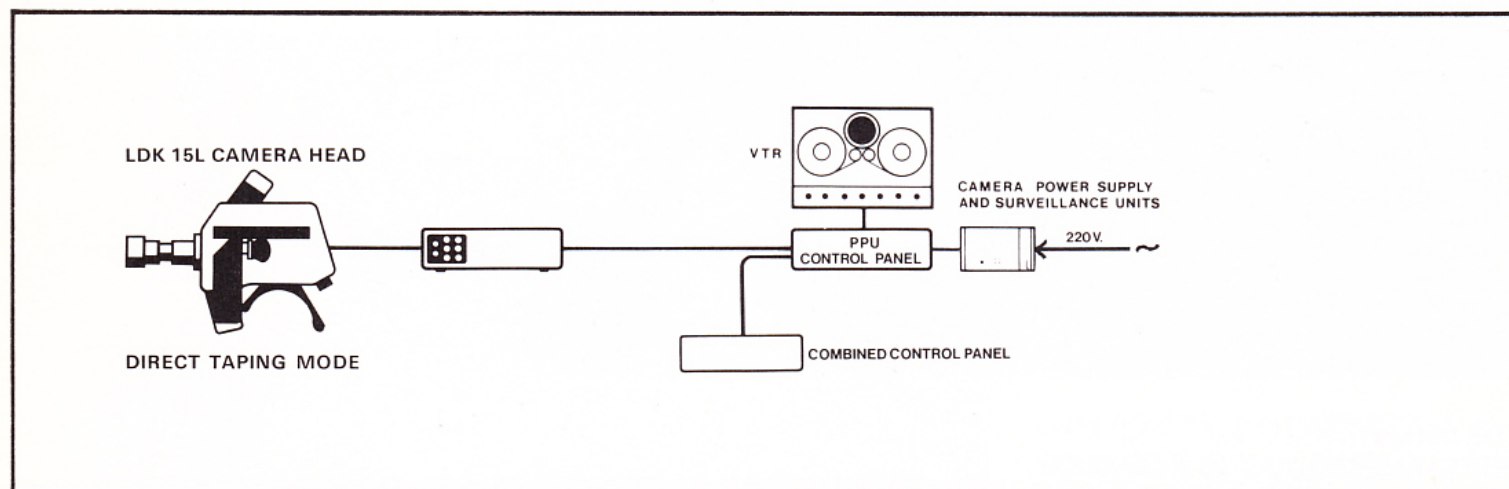 LDK 15L CAMERA HEAD
DIRECT TAPING MODE
VTR
PPU
CONTROL PANEL
COMBINED CONTROL PANEL
CAMERA POWER SUPPLY
AND SURVEILLANCE UNITS
220V.